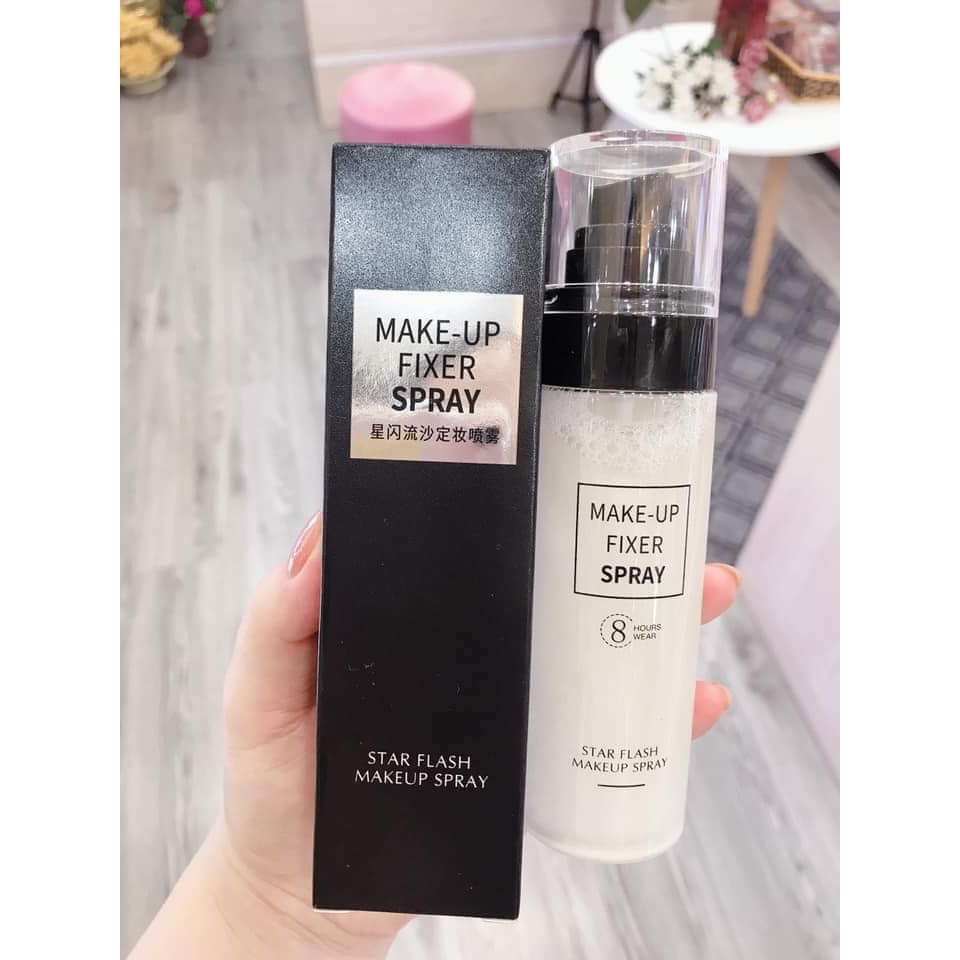 MAKE-UP
FIXER
SPRAY
星闪流沙定妆喷雾
STAR FLASH
MAKEUP SPRAY
MAKE-UP
FIXER
SPRAY
8 HOURS
WEAR
STAR FLASH
MAKEUP SPRAY